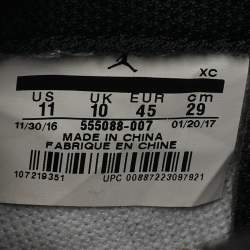 XC
US UK EUR cm
11 10 45 29
11/30/16 555088-007 01/20/17
MADE IN CHINA
FABRIQUE EN CHINE
107219351 UPC 00887223097921